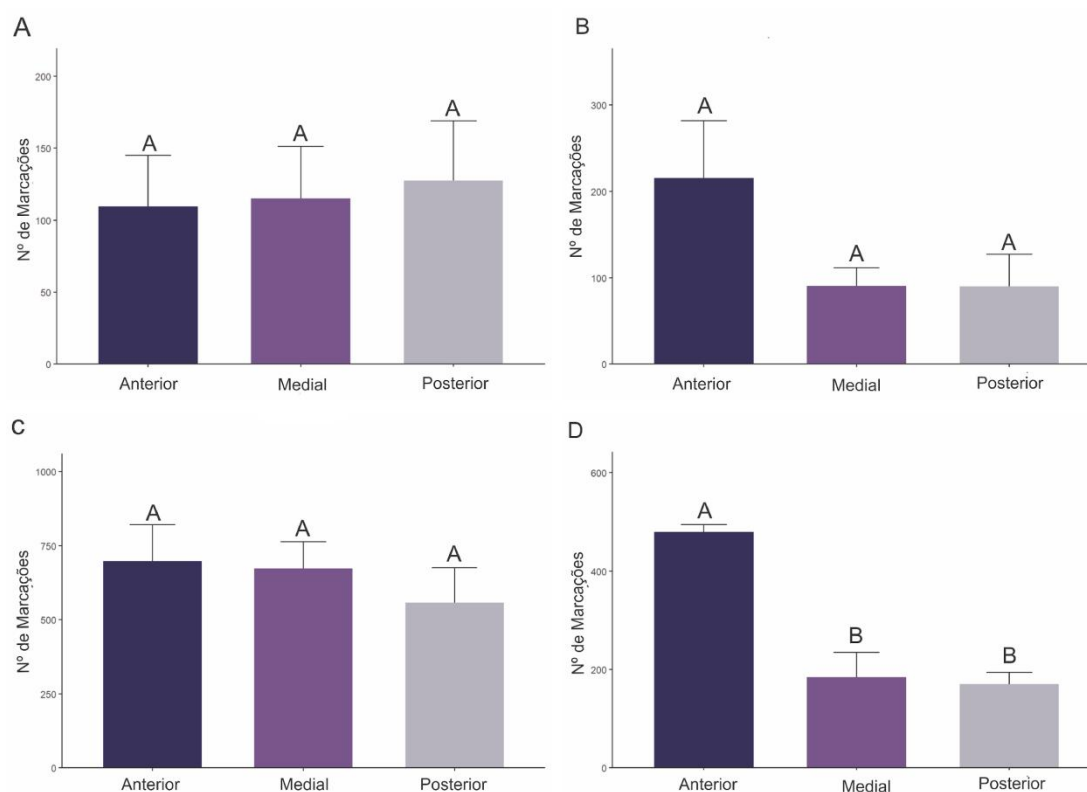 A
Nº de Marcações
200
150
100
50
0
A
A
A
Anterior
Medial
Posterior
B
Nº de Marcações
300
200
100
0
A
A
A
Anterior
Medial
Posterior
C
Nº de Marcações
1000
750
500
250
0
A
A
A
Anterior
Medial
Posterior
D
Nº de Marcações
600
400
200
0
A
B
B
Anterior
Medial
Posterior